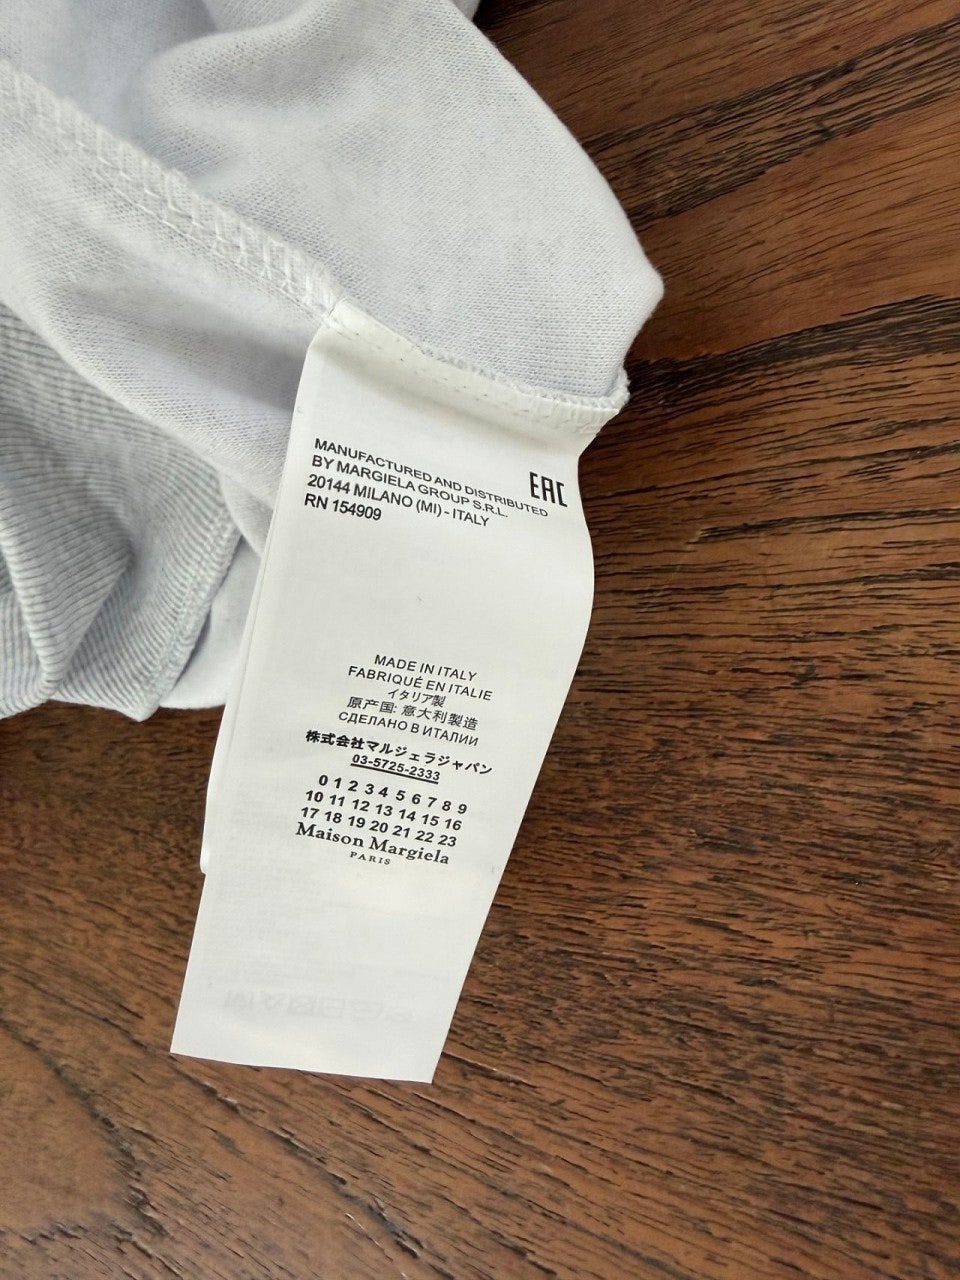 MANUFACTURED AND DISTRIBUTED
BY MARGIELA GROUP S.R.L.
20144 MILANO (MI) - ITALY
RN 154909
EAC
MADE IN ITALY
FABRIQUÉ EN ITALIE
イタリア製
原产国: 意大利製造
СДЕЛАНО В ИТАЛИИ
株式会社マルジェラジャパン
03-5725-2333
0 1 2 3 4 5 6 7 8 9
10 11 12 13 14 15 16
17 18 19 20 21 22 23
Maison Margiela
PARIS